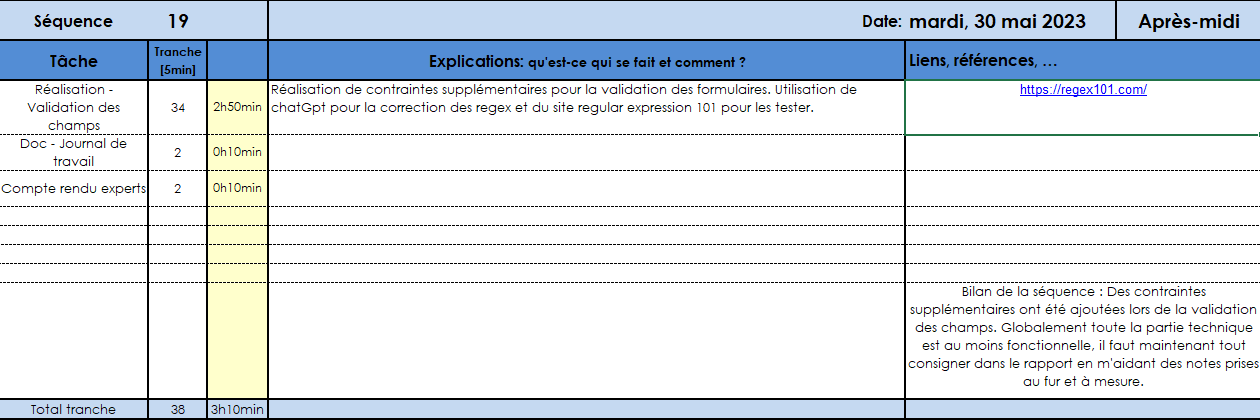 Séquence 19 Date: mardi, 30 mai 2023 Après-midi
Tâche Tranche [5min] Explications: qu'est-ce qui se fait et comment ? Liens, références, ...
Réalisation -
Validation des
champs
34
2h50min
Réalisation de contraintes supplémentaires pour la validation des formulaires. Utilisation de
chatGpt pour la correction des regex et du site regular expression 101 pour les tester.
https://regex101.com/
Doc - Journal de
travail
2
0h10min
Compte rendu experts 2 0h10min
Bilan de la séquence : Des contraintes
supplémentaires ont été ajoutées lors de la validation
des champs. Globalement toute la partie technique
est au moins fonctionnelle, il faut maintenant tout
consigner dans le rapport en m'aidant des notes prises
au fur et à mesure.
Total tranche 38 3h10min